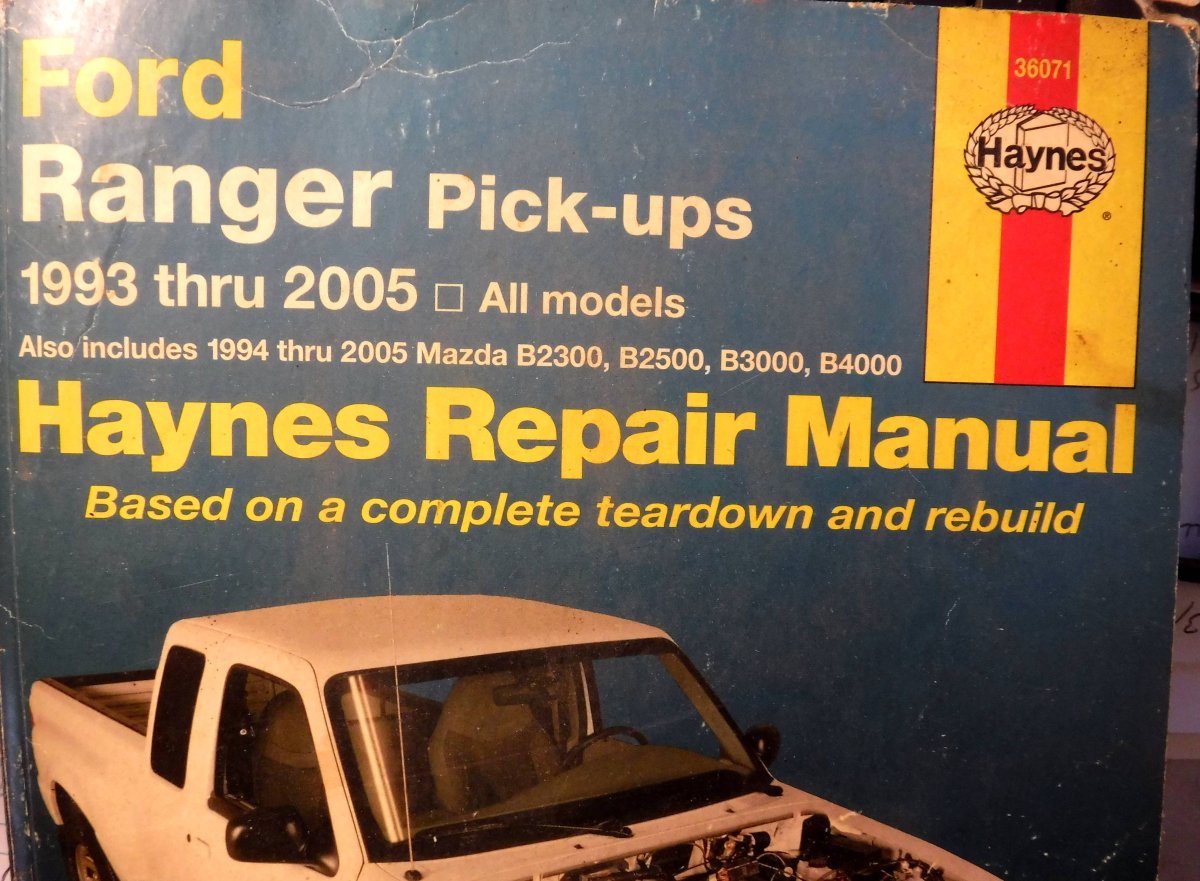 Ford
36071
Haynes
®
Ranger Pick-ups
1993 thru 2005 □ All models
Also includes 1994 thru 2005 Mazda B2300, B2500, B3000, B4000
Haynes Repair Manual
Based on a complete teardown and rebuild